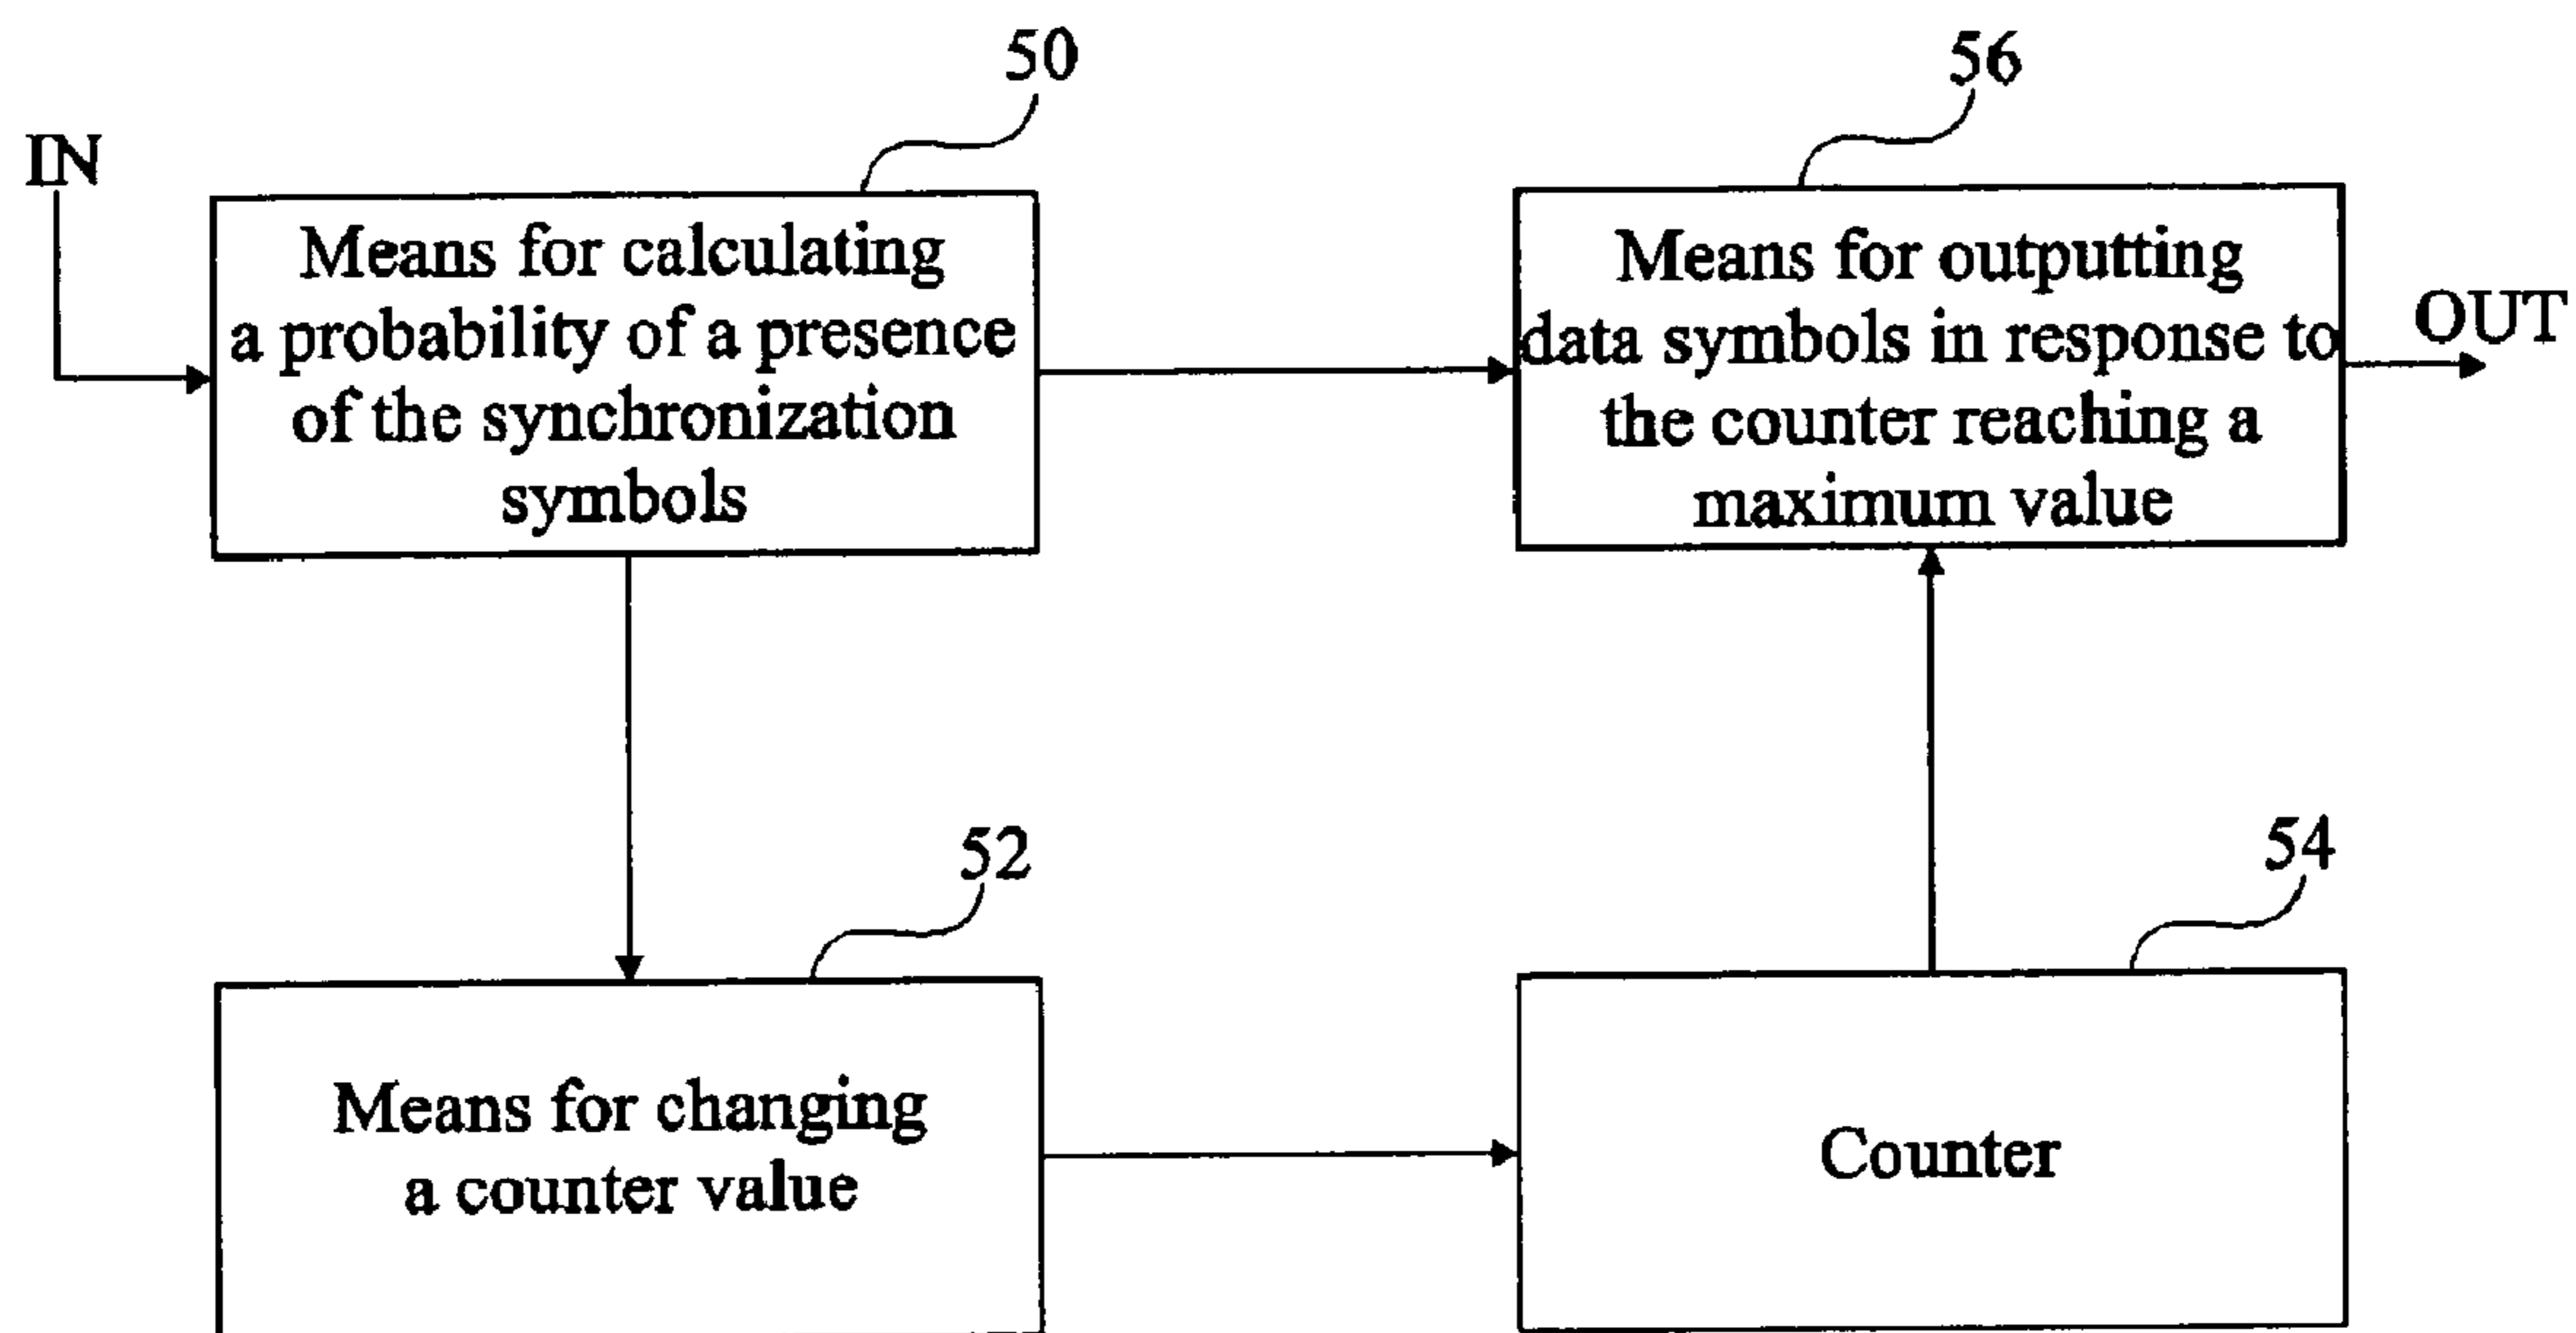 50
56
IN
Means for calculating
a probability of a presence
of the synchronization
symbols
Means for outputting
data symbols in response to
the counter reaching a
maximum value
OUT
52
54
Means for changing
a counter value
Counter